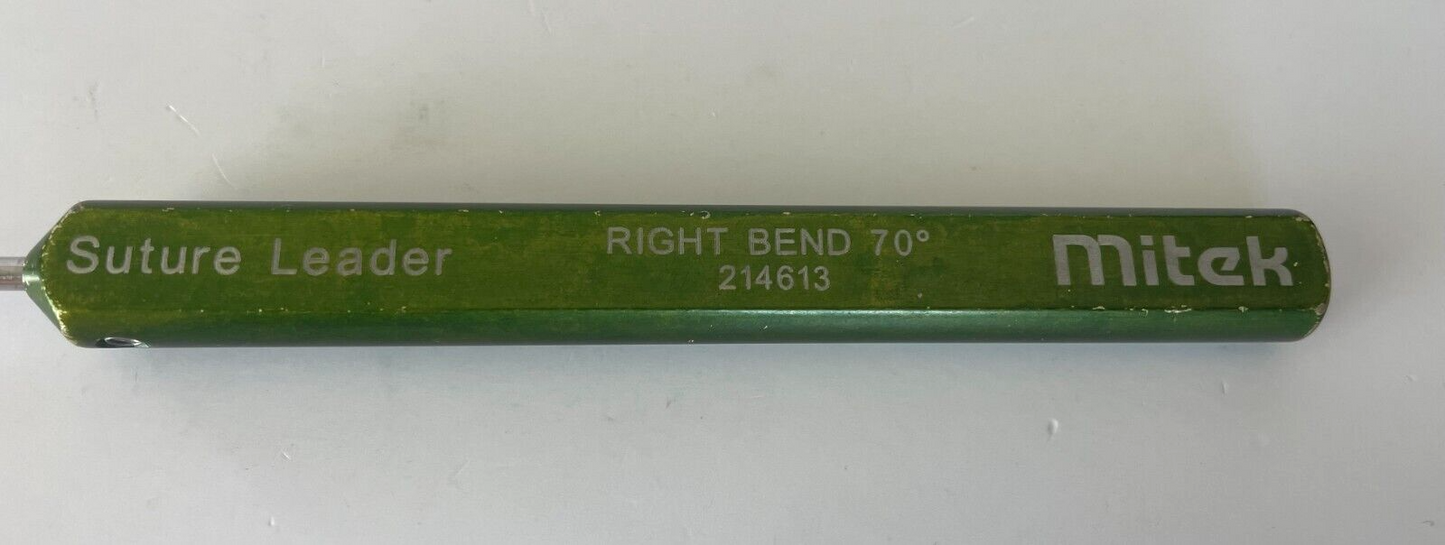 Suture Leader
RIGHT BEND 70°
214613
mitek